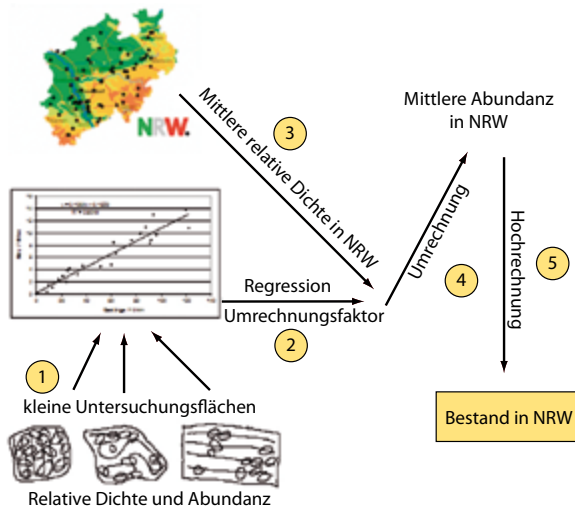 NRW.
Mittlere relative Dichte in NRW
3
Mittlere Abundanz
in NRW
Umrechnung
4
Hochrechnung
5
Regression
Umrechnungsfaktor
2
1
kleine Untersuchungsflächen
Relative Dichte und Abundanz
Bestand in NRW